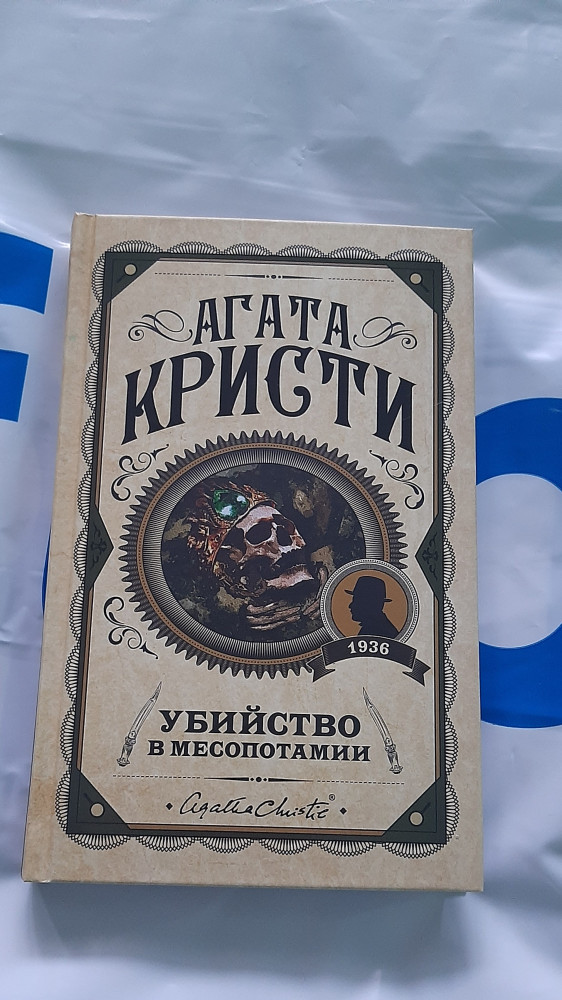 АГАТА
КРИСТИ
1936
УБИЙСТВО
В МЕСОПОТАМИИ
Agatha Christie®